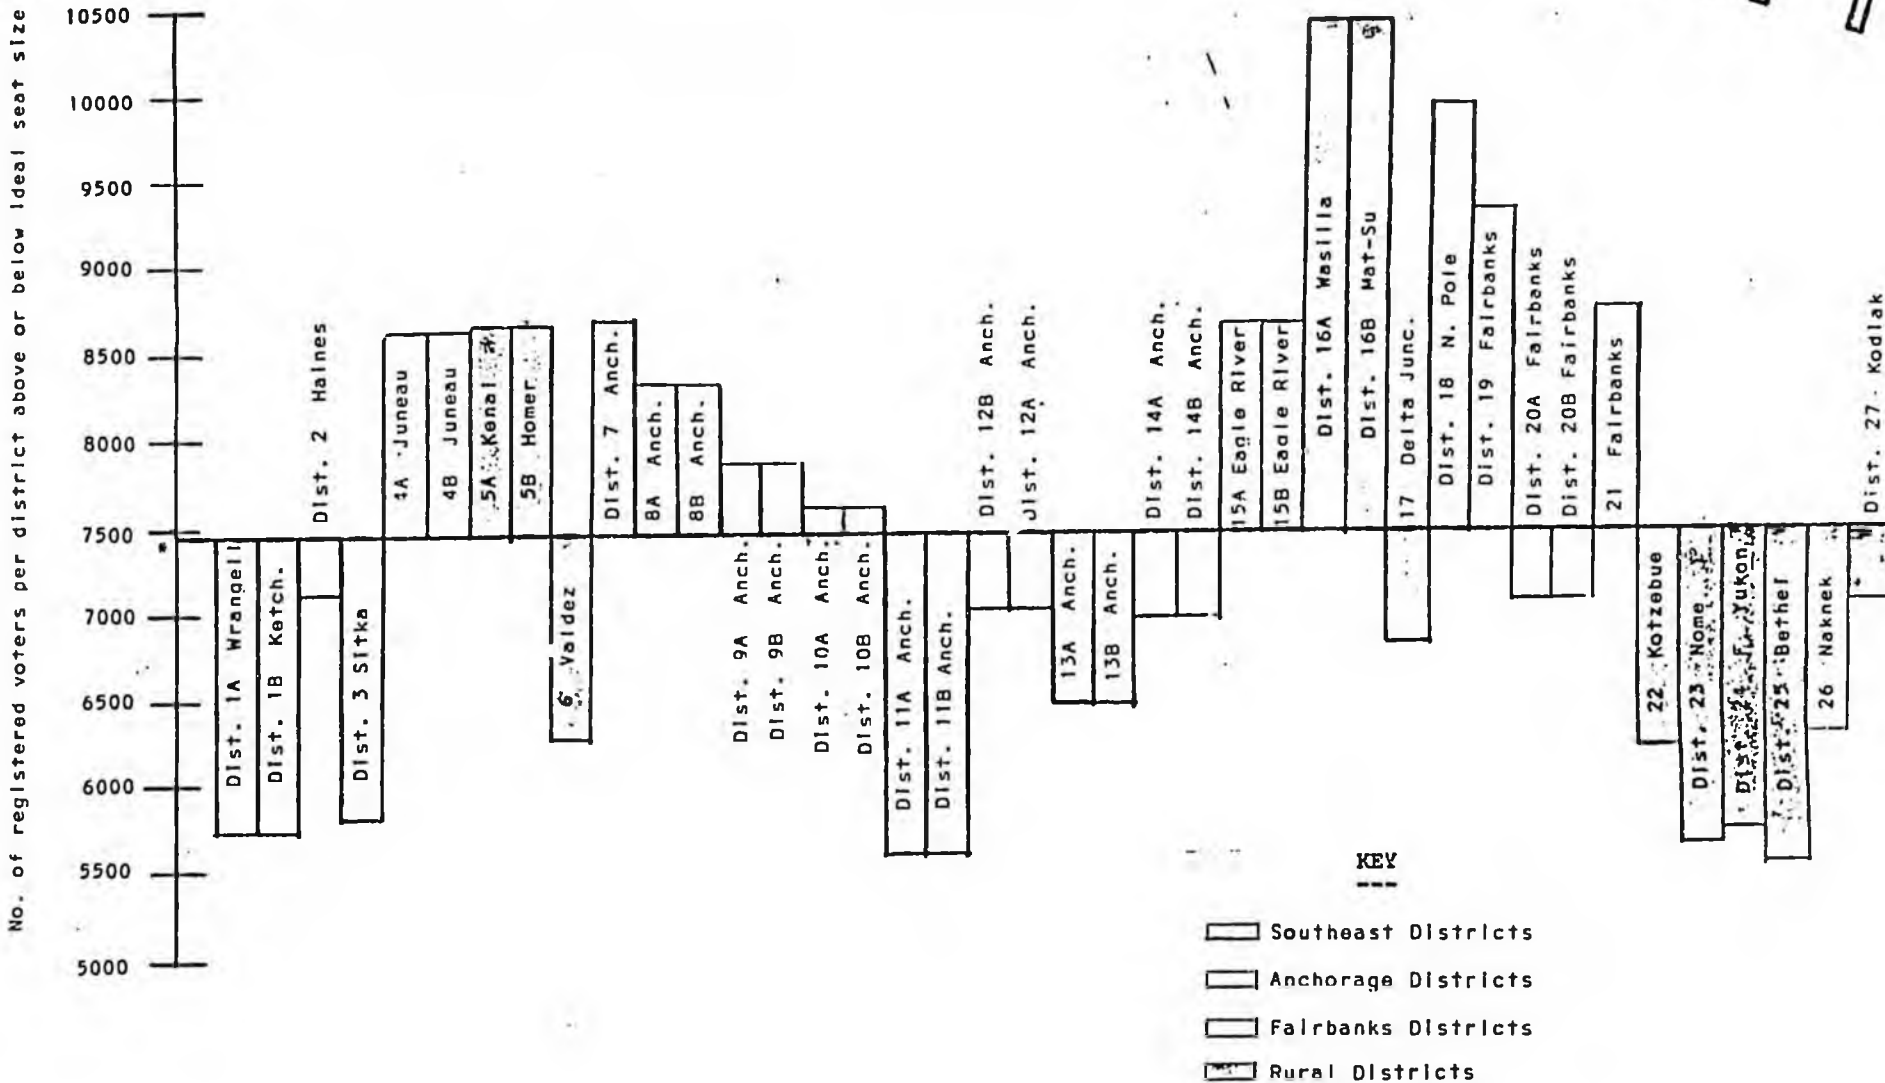 No. of registered voters per district above or below ideal seat size
10500
10000
9500
9000
8500
8000
7500
7000
6500
6000
5500
5000
*
Dist. 1A Wrangell
Dist. 1B Ketch.
Dist. 2 Haines
Dist. 3 Sitka
4A Juneau
4B Juneau
5A Kenai
5B Homer
6 Valdez
Dist. 7 Anch.
8A Anch.
8B Anch.
Dist. 9A Anch.
Dist. 9B Anch.
Dist. 10A Anch.
Dist. 10B Anch.
Dist. 11A Anch.
Dist. 11B Anch.
Dist. 12B Anch.
Dist. 12A Anch.
13A Anch.
13B Anch.
Dist. 14A Anch.
Dist. 14B Anch.
15A Eagle River
15B Eagle River
Dist. 16A Wasilla
Dist. 16B Mat-Su
17 Delta Junc.
Dist. 18 N. Pole
Dist. 19 Fairbanks
Dist. 20A Fairbanks
Dist. 20B Fairbanks
21 Fairbanks
22 Kotzebue
Dist. 23 Nome
Dist. 24 F. Yukon
Dist. 25 Bethel
26 Naknek
Dist. 27 Kodiak
KEY
Southeast Districts
Anchorage Districts
Fairbanks Districts
Rural Districts